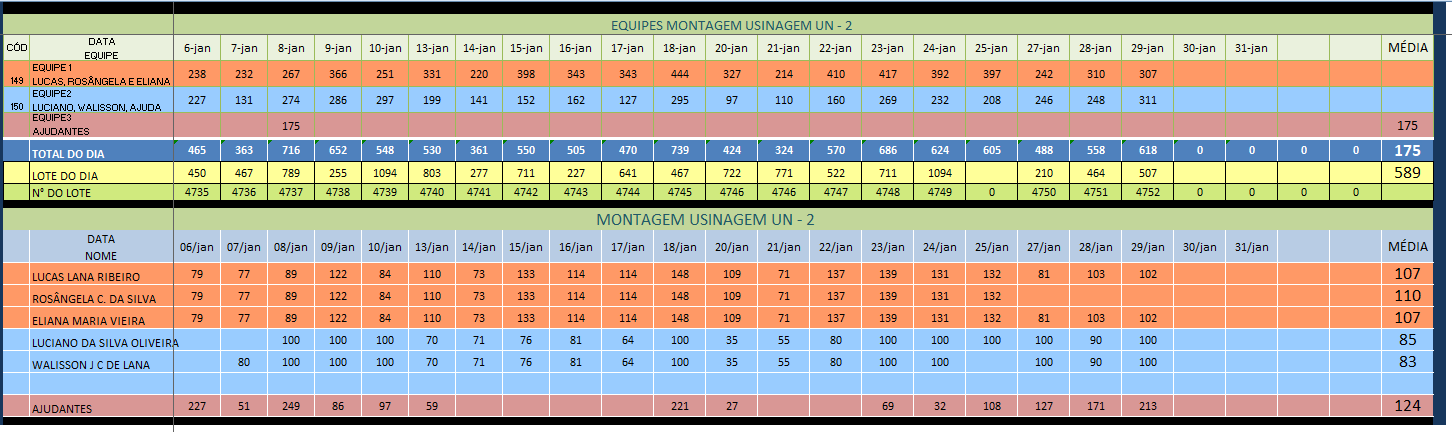 EQUIPES MONTAGEM USINAGEM UN - 2
CÓD DATA 6-jan 7-jan 8-jan 9-jan 10-jan 13-jan 14-jan 15-jan 16-jan 17-jan 18-jan 20-jan 21-jan 22-jan 23-jan 24-jan 25-jan 27-jan 28-jan 29-jan 30-jan 31-jan MÉDIA
EQUIPE
EQUIPE 1
149 LUCAS, ROSÂNGELA E ELIANA 238 232 267 366 251 331 220 398 343 343 444 327 214 410 417 392 397 242 310 307
EQUIPE2
150 LUCIANO, WALISSON, AJUDA 227 131 274 286 297 199 141 152 162 127 295 97 110 160 269 232 208 246 248 311
EQUIPE3
AJUDANTES 175 175
TOTAL DO DIA 465 363 716 652 548 530 361 550 505 470 739 424 324 570 686 624 605 488 558 618 0 0 0 0 175
LOTE DO DIA 450 467 789 255 1094 803 277 711 227 641 467 722 771 522 711 1094 210 464 507 589
Nº DO LOTE 4735 4736 4737 4738 4739 4740 4741 4742 4743 4744 4745 4746 4746 4747 4748 4749 0 4750 4751 4752 0 0 0 0
MONTAGEM USINAGEM UN - 2
DATA 06/jan 07/jan 08/jan 09/jan 10/jan 13/jan 14/jan 15/jan 16/jan 17/jan 18/jan 20/jan 21/jan 22/jan 23/jan 24/jan 25/jan 27/jan 28/jan 29/jan 30/jan 31/jan MÉDIA
NOME
LUCAS LANA RIBEIRO 79 77 89 122 84 110 73 133 114 114 148 109 71 137 139 131 132 81 103 102 107
ROSÂNGELA C. DA SILVA 79 77 89 122 84 110 73 133 114 114 148 109 71 137 139 131 132 110
ELIANA MARIA VIEIRA 79 77 89 122 84 110 73 133 114 114 148 109 71 137 139 131 132 81 103 102 107
LUCIANO DA SILVA OLIVEIRA 100 100 100 70 71 76 81 64 100 35 55 80 100 100 100 100 90 100 85
WALISSON J C DE LANA 80 100 100 100 70 71 76 81 64 100 35 55 80 100 100 100 100 90 100 83
AJUDANTES 227 51 249 86 97 59 221 27 69 32 108 127 171 213 124